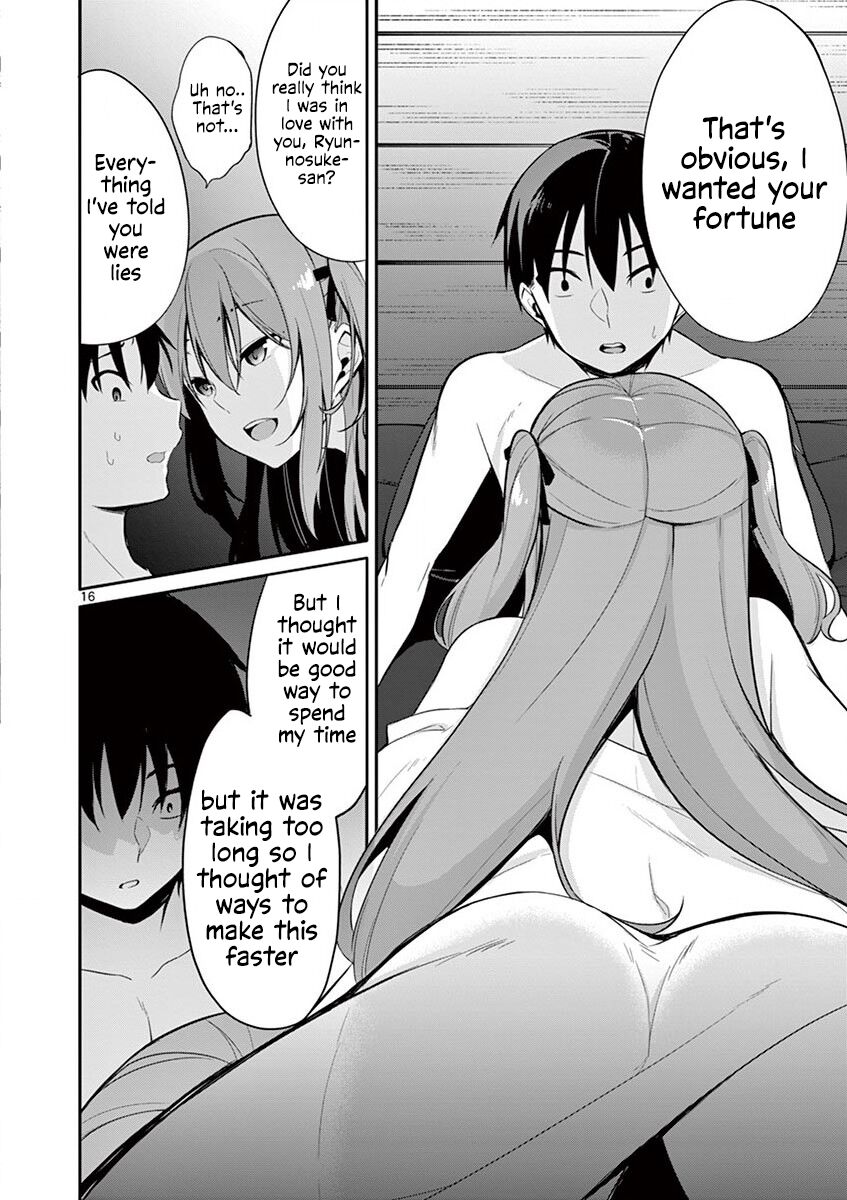 That's
obvious, I
wanted your
fortune
Did you
really think
I was in
love with
you, Ryun-
nosuke-
san?
Uh no..
That's
not...
Every-
thing
I've told
you
were
lies
16
But I
thought
it would
be good
way to
spend
my time
but it was
taking too
long so I
thought of
ways to
make this
faster